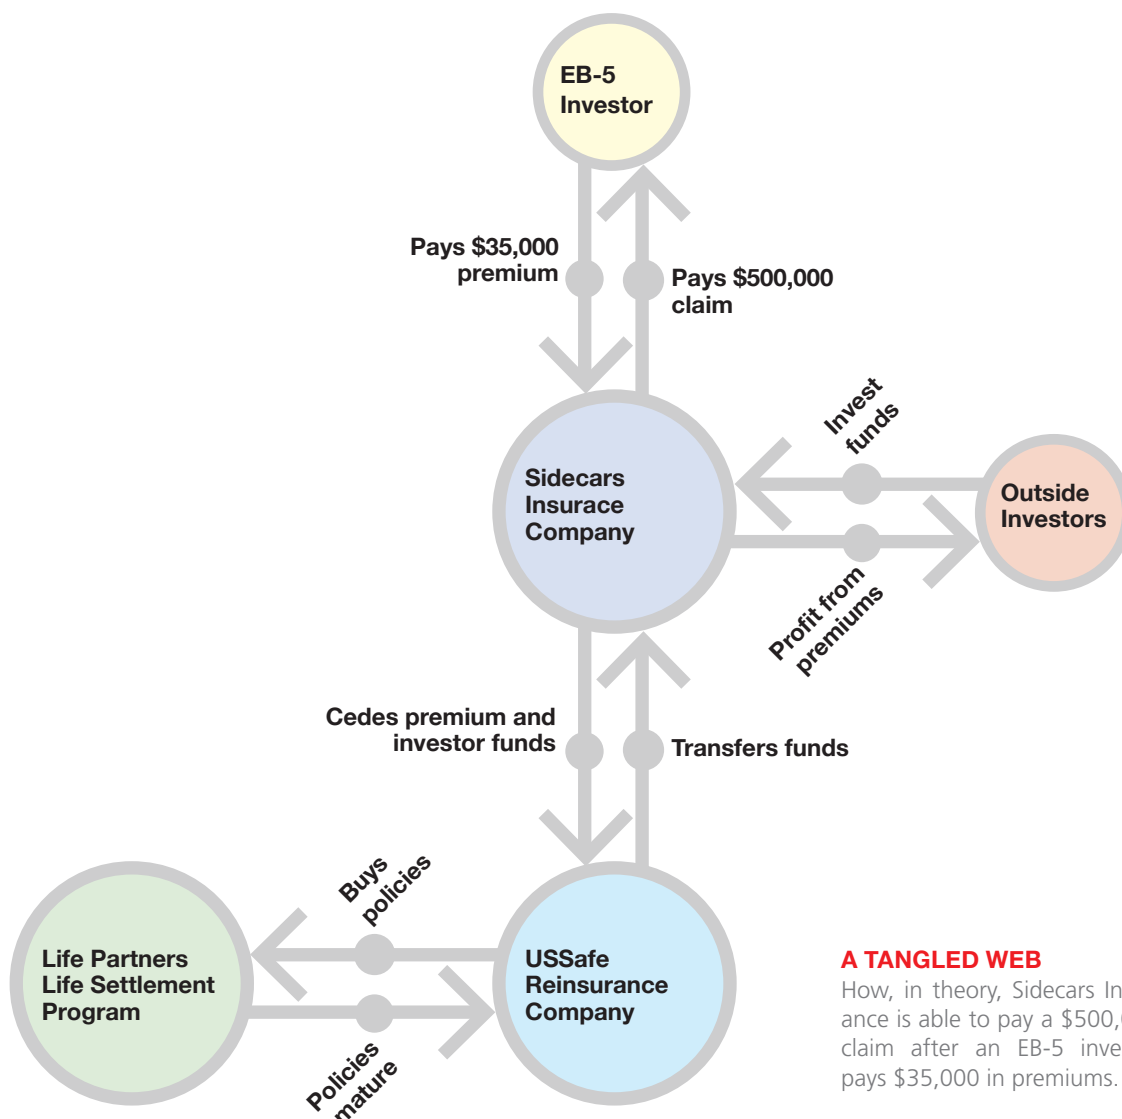 EB-5
Investor
Pays $35,000
premium
Pays $500,000
claim
Invest
funds
Sidecars
Insurace
Company
Outside
Investors
Profit from
premiums
Cedes premium and
investor funds
Transfers funds
Buys
policies
Life Partners
Life Settlement
Program
USSafe
Reinsurance
Company
Policies
mature
A TANGLED WEB
How, in theory, Sidecars
ance is able to pay a
claim after an EB-5
pays $35,000 in premiums.